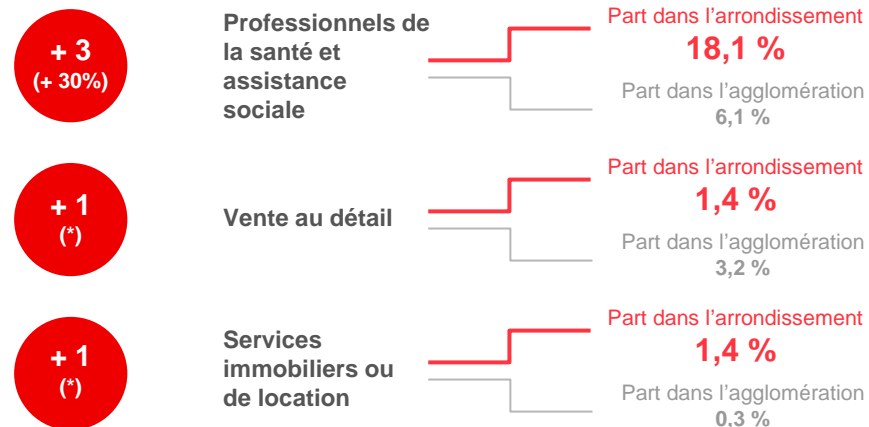 + 3
(+ 30%)
Professionnels de
la santé et
assistance
sociale
Part dans l'arrondissement
18,1 %
Part dans l'agglomération
6,1 %
+ 1
(*)
Vente au détail
Part dans l'arrondissement
1,4 %
Part dans l'agglomération
3,2 %
+ 1
(*)
Services
immobiliers ou
de location
Part dans l'arrondissement
1,4 %
Part dans l'agglomération
0,3 %